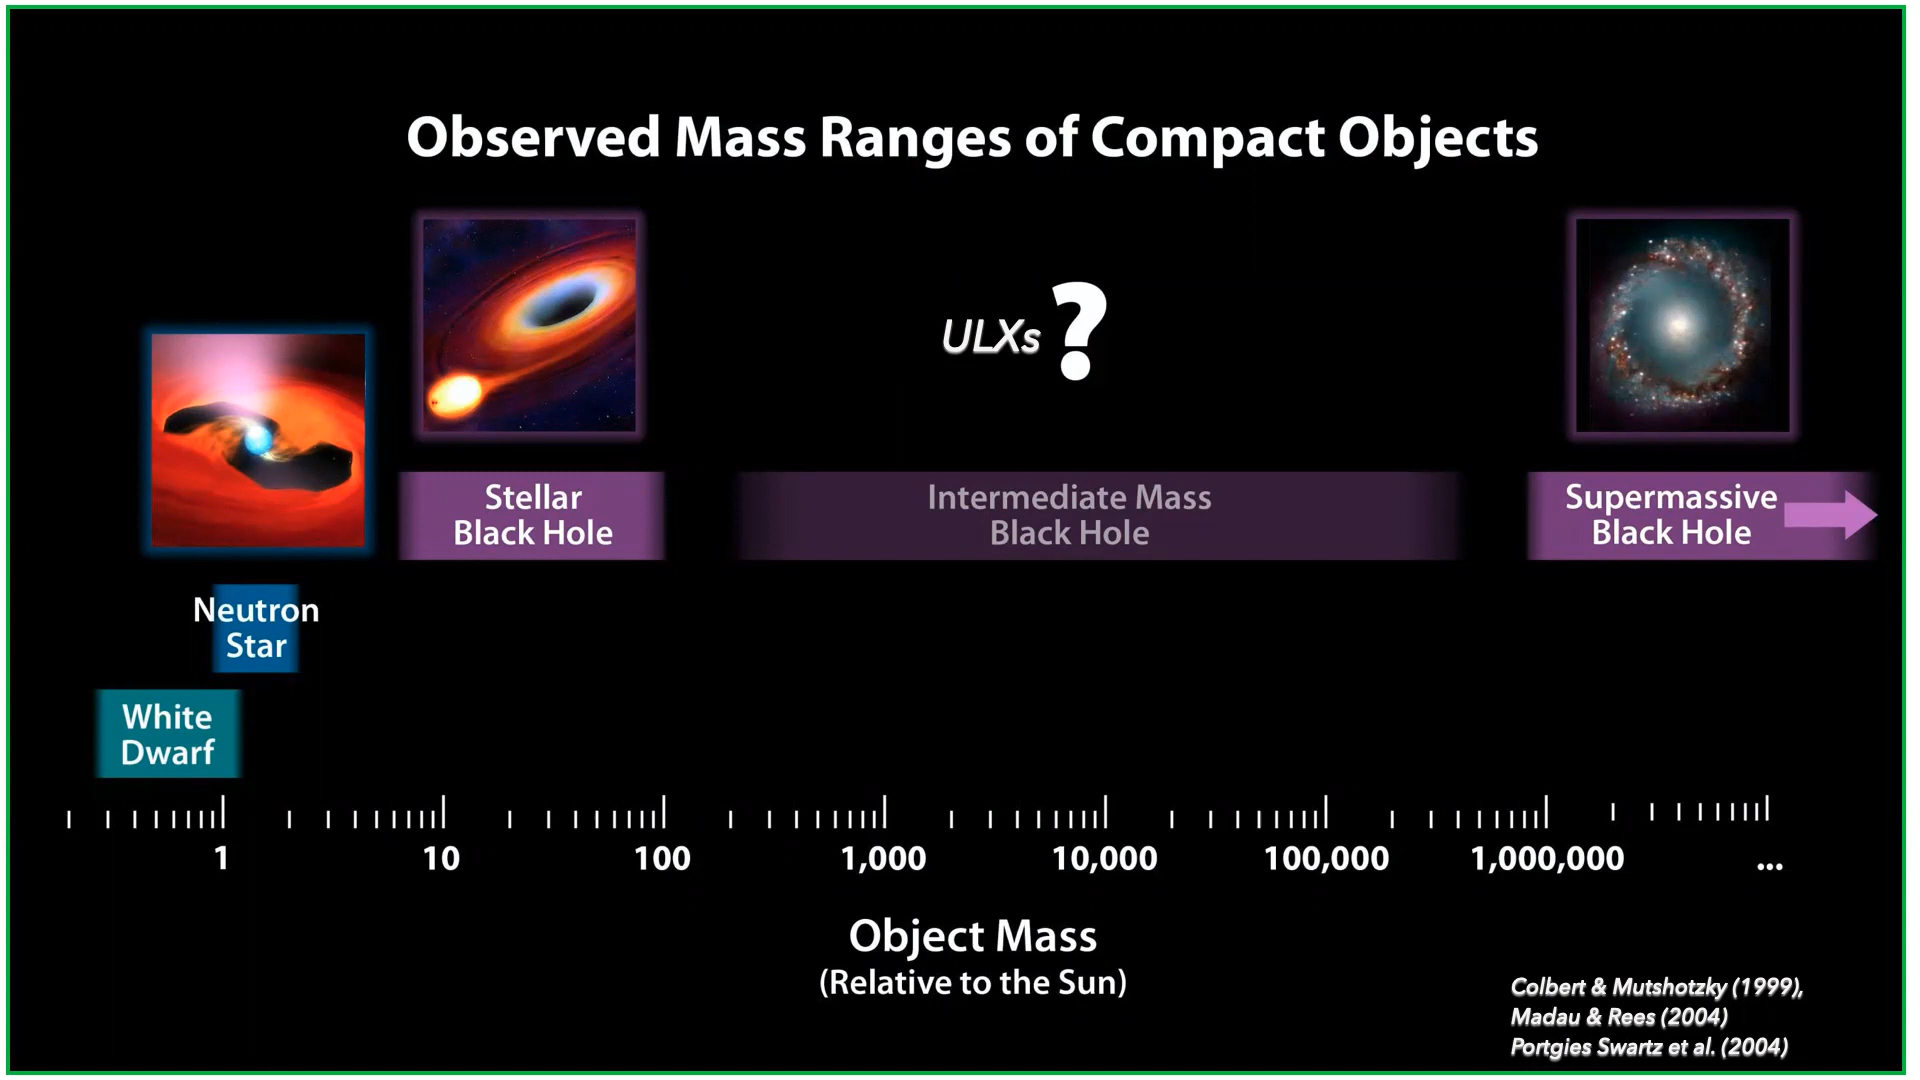 Observed Mass Ranges of Compact Objects
ULXs ?
Stellar
Black Hole
Intermediate Mass
Black Hole
Supermassive
Black Hole
Neutron
Star
White
Dwarf
1 10 100 1,000 10,000 100,000 1,000,000 ...
Object Mass
(Relative to the Sun)
Colbert & Mutshotzky (1999),
Madau & Rees (2004)
Portgies Swartz et al. (2004)